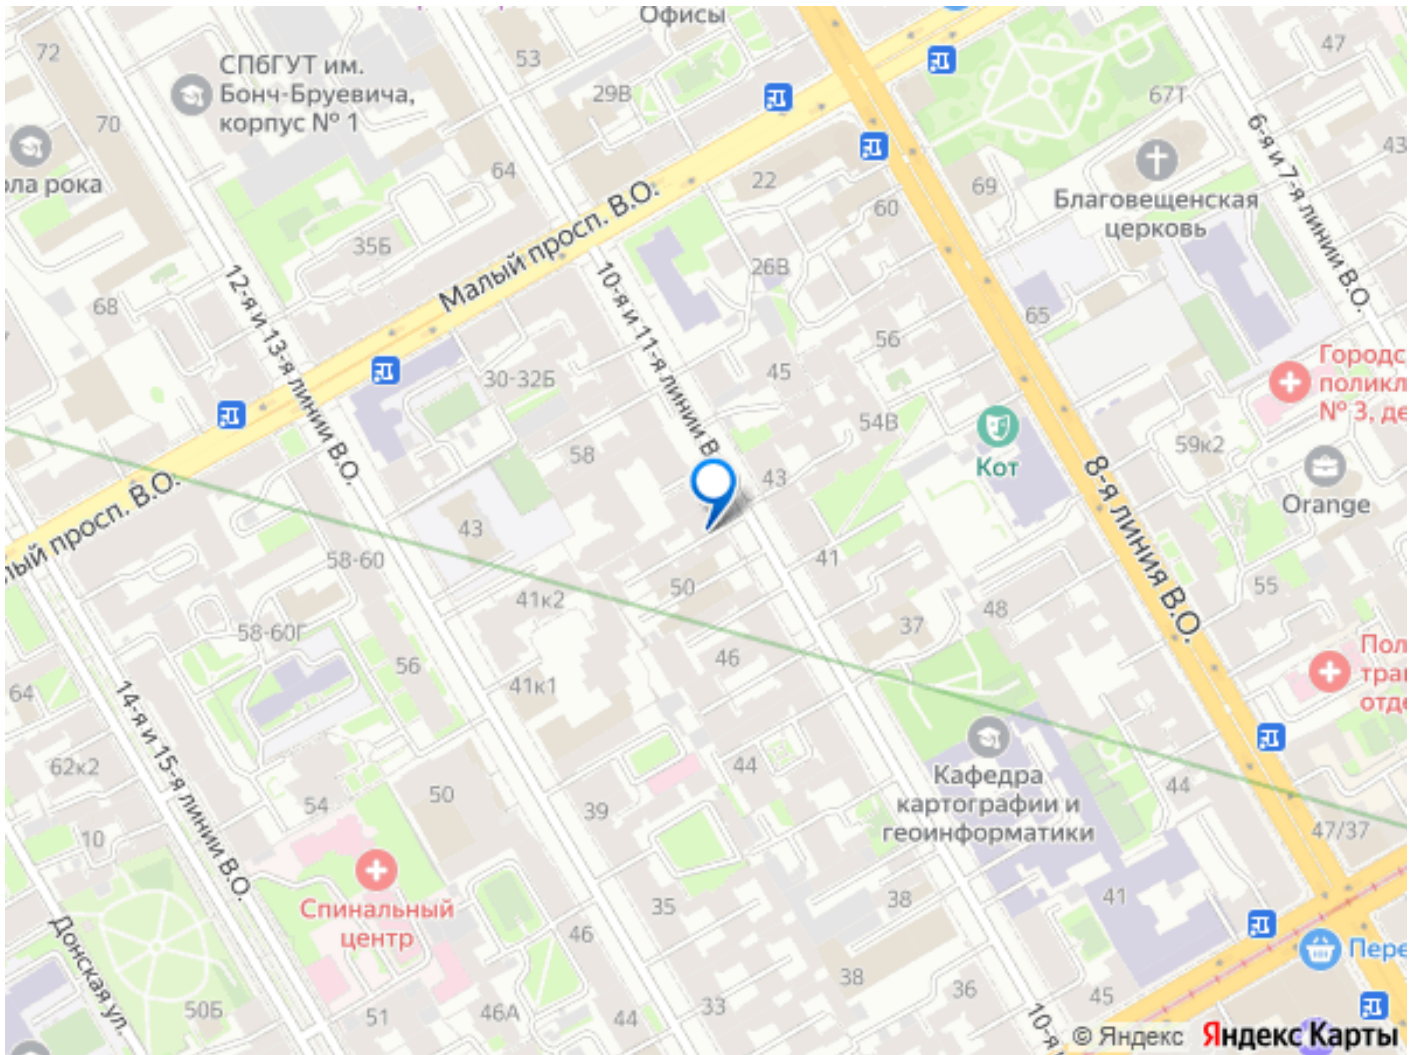 Офисы
72
СПбГУТ им.
Бонч-Бруевича,
корпус № 1
53
29В
47
67Т
70
64
43
ола рока
22
69
Благовещенская
церковь
6-я и 7-я линии В.О.
60
35Б
Малый просп. В.О.
26В
68
12-я и 13-я линии В.О.
10-я и 11-я линии В
65
56
45
30-32Б
Городс
поликл
№ 3, де
54В
Кот
59к2
58
43
Orange
8-я линия В.О.
лый просп. В.О.
43
58-60
41
55
50
41к2
48
37
58-60Г
46
56
Пол
трав
отде
64
41к1
14-я и 15-я линии В.О.
62к2
44
Кафедра
картографии и
геоинформатики
44
54
50
39
47/37
10
Спинальный
центр
35
38
41
46
Пере
Донская ул.
38
36
45
50Б
51
46А
44
33
10-я и
© Яндекс Яндекс Карты